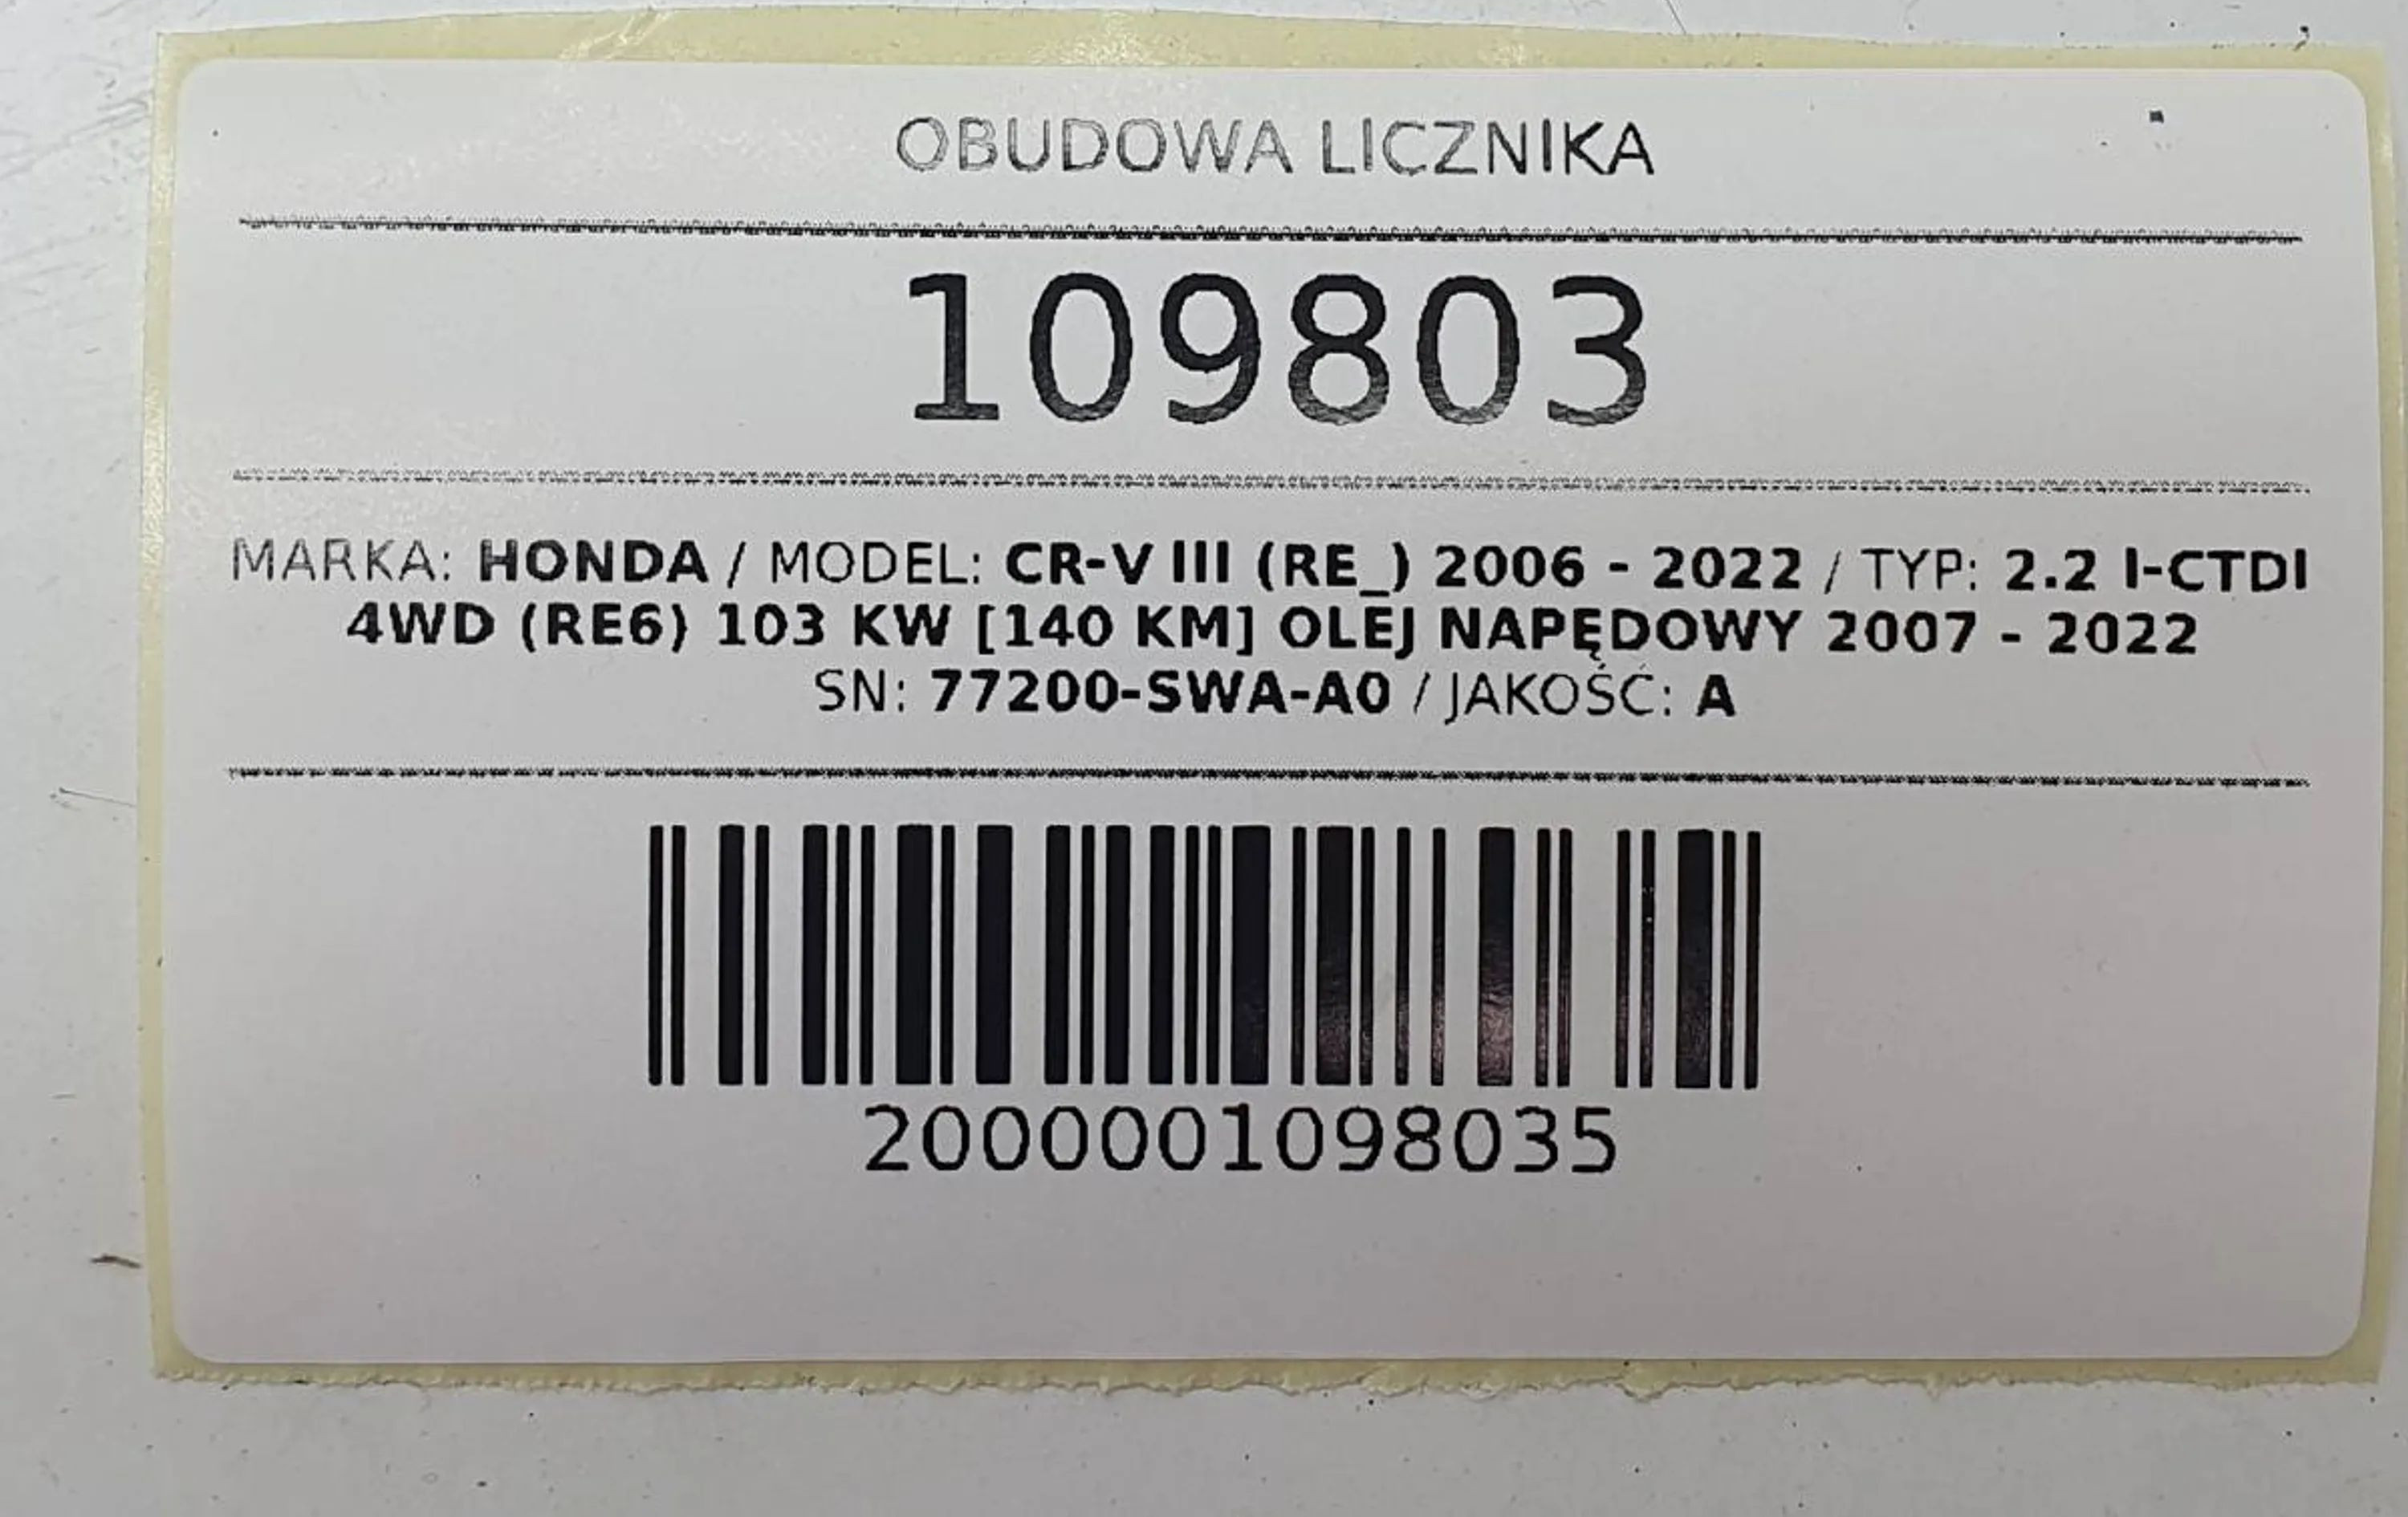 OBUDOWA LICZNIKA
109803
MARKA: HONDA / MODEL: CR-V III (RE_) 2006 - 2022 / TYP: 2.2 I-CTDI
4WD (RE6) 103 KW [140 KM] OLEJ NAPĘDOWY 2007 - 2022
SN: 77200-SWA-A0 / JAKOŚĆ: A
2000001098035